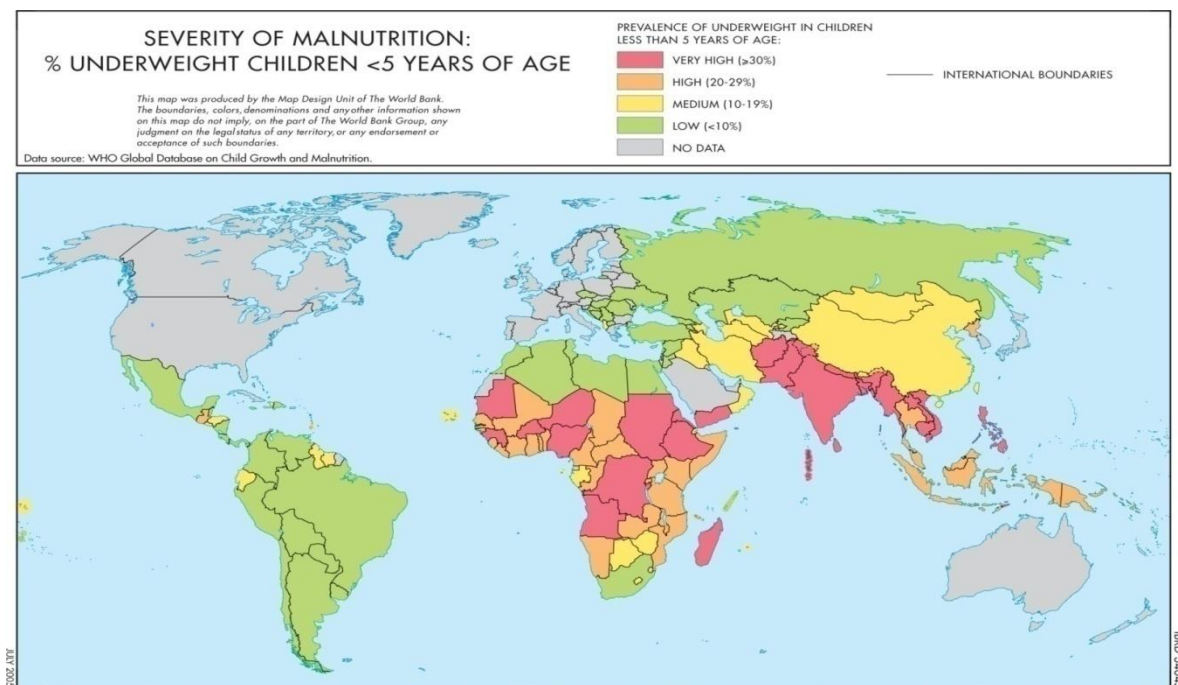 SEVERITY OF MALNUTRITION:
% UNDERWEIGHT CHILDREN <5 YEARS OF AGE
This map was produced by the Map Design Unit of The World Bank.
The boundaries, colors, denominations and any other information shown
on this map do not imply, on the part of The World Bank Group, any
judgment on the legal status of any territory, or any endorsement or
acceptance of such boundaries.
Data source: WHO Global Database on Child Growth and Malnutrition.
PREVALENCE OF UNDERWEIGHT IN CHILDREN
LESS THAN 5 YEARS OF AGE:
VERY HIGH (≥30%)
HIGH (20-29%)
MEDIUM (10-19%)
LOW (<10%)
NO DATA
INTERNATIONAL BOUNDARIES